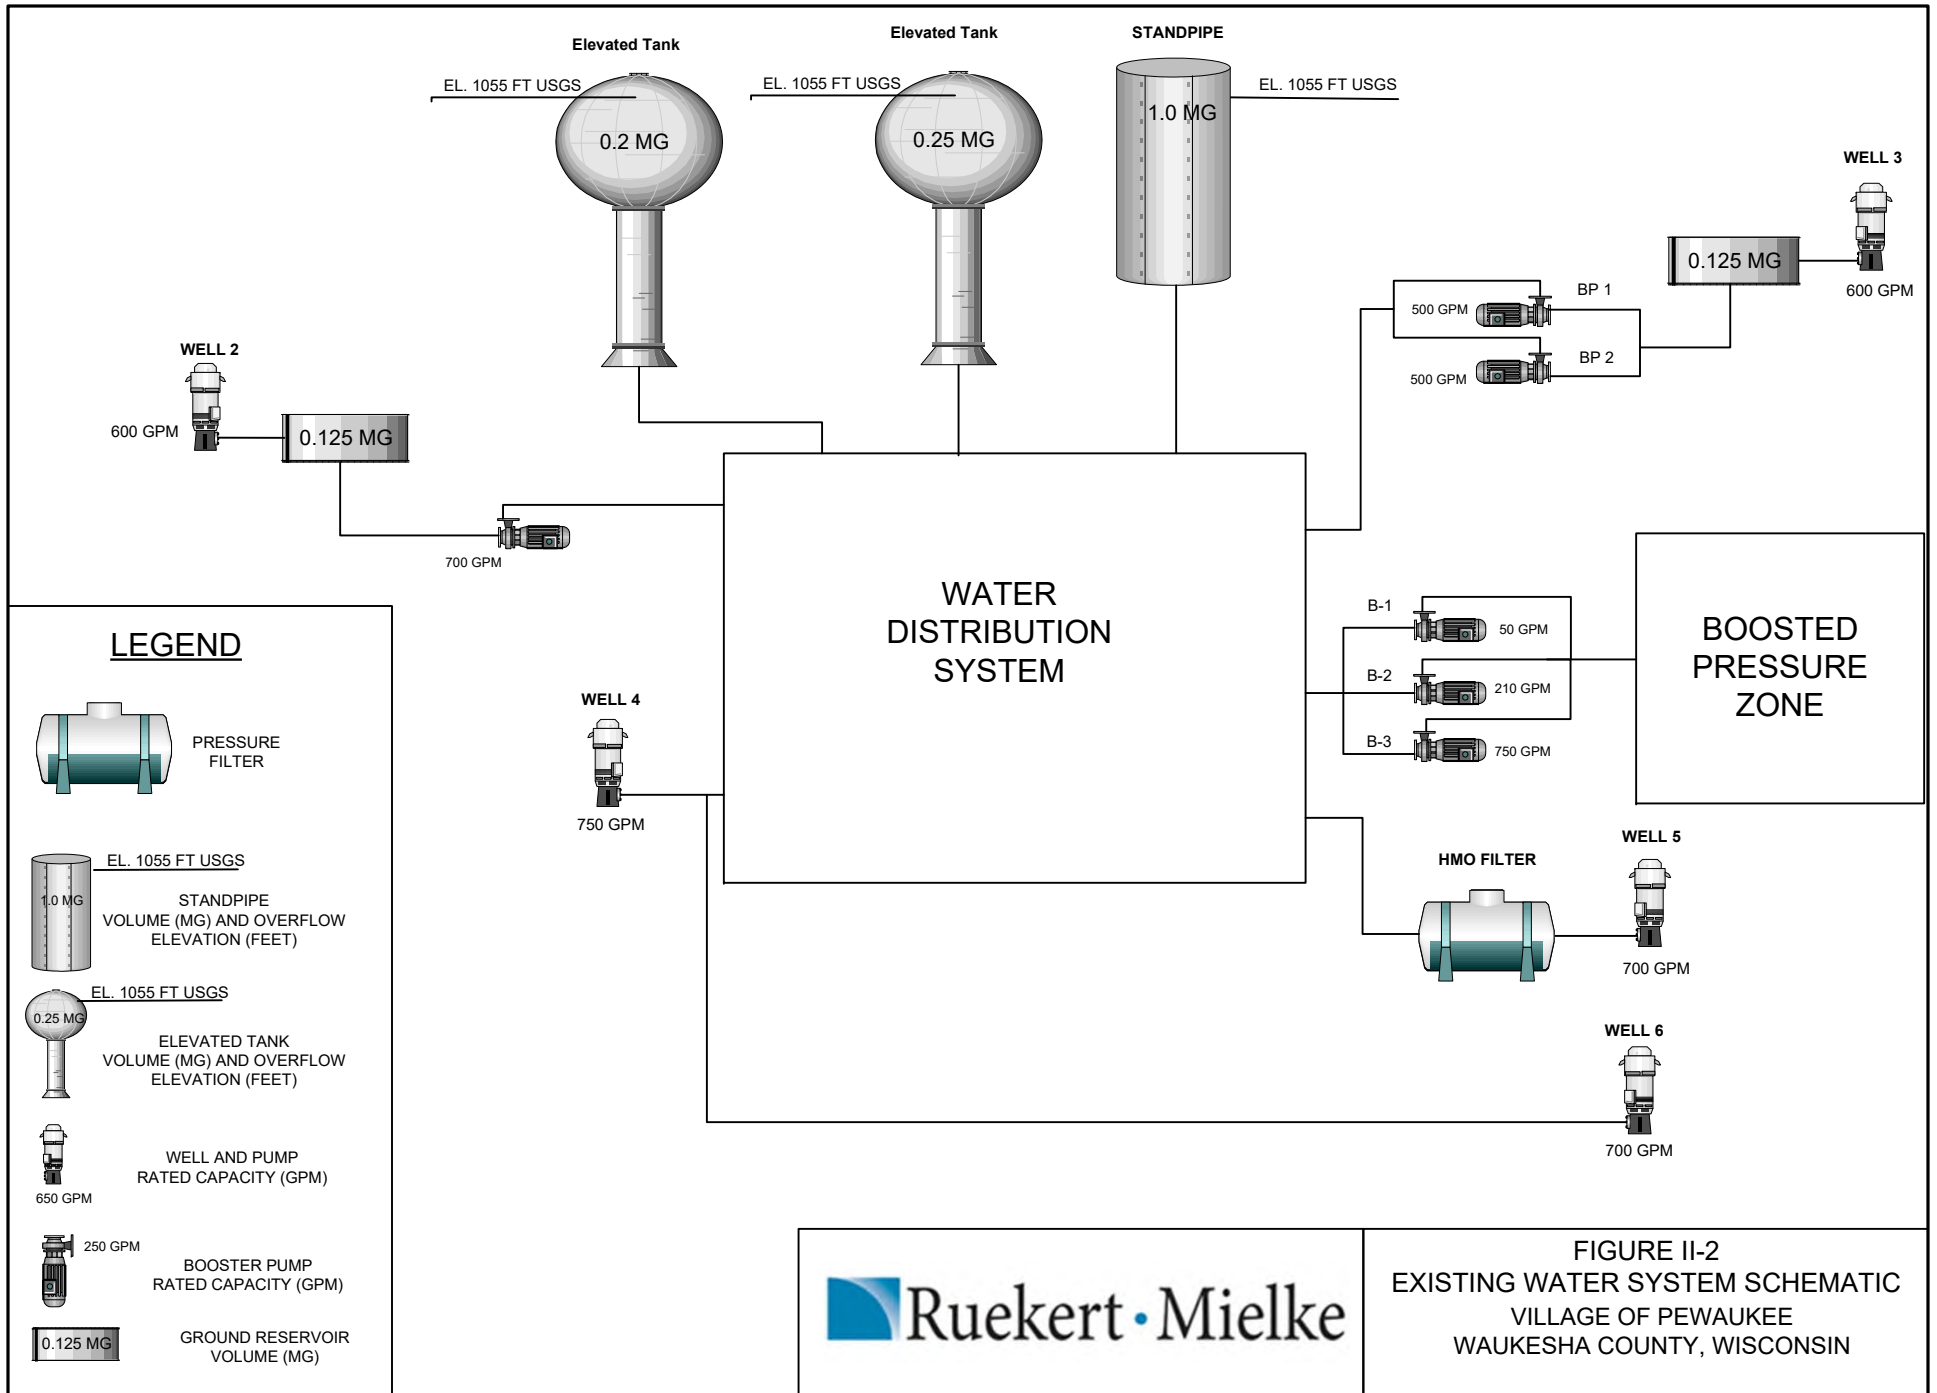 Elevated Tank
Elevated Tank
STANDPIPE
EL. 1055 FT USGS
EL. 1055 FT USGS
EL. 1055 FT USGS
0.2 MG
0.25 MG
1.0 MG
WELL 3
0.125 MG
600 GPM
BP 1
500 GPM
BP 2
500 GPM
WELL 2
600 GPM
0.125 MG
700 GPM
WATER
DISTRIBUTION
SYSTEM
B-1
50 GPM
B-2
210 GPM
B-3
750 GPM
BOOSTED
PRESSURE
ZONE
WELL 4
750 GPM
HMO FILTER
WELL 5
700 GPM
WELL 6
700 GPM
LEGEND
PRESSURE
FILTER
EL. 1055 FT USGS
1.0 MG
STANDPIPE
VOLUME (MG) AND OVERFLOW
ELEVATION (FEET)
EL. 1055 FT USGS
0.25 MG
ELEVATED TANK
VOLUME (MG) AND OVERFLOW
ELEVATION (FEET)
WELL AND PUMP
RATED CAPACITY (GPM)
650 GPM
250 GPM
BOOSTER PUMP
RATED CAPACITY (GPM)
0.125 MG
GROUND RESERVOIR
VOLUME (MG)
Ruekert·Mielke
FIGURE II-2
EXISTING WATER SYSTEM SCHEMATIC
VILLAGE OF PEWAUKEE
WAUKESHA COUNTY, WISCONSIN